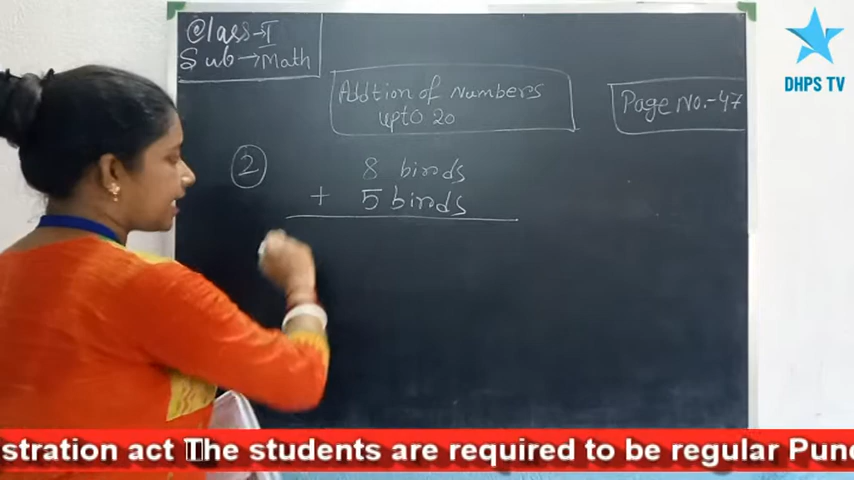 Class→I
Sub→Math
Addtion of Numbers
upto 20
Page No.-47
DHPS TV
2
8 birds
+ 5 birds
stration act The students are required to be regular Pun